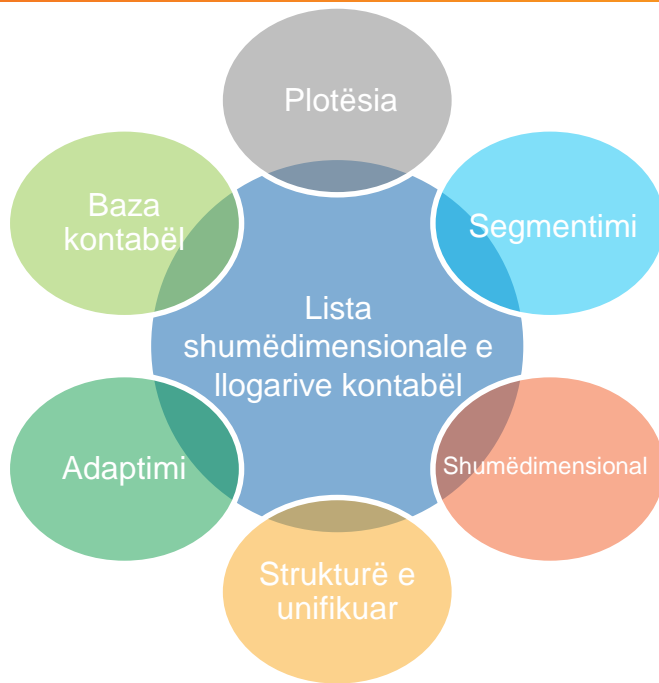 Plotësia
Baza
kontabël
Segmentimi
Lista
shumëdimensionale e
llogarive kontabël
Adaptimi
Shumëdimensional
Strukturë e
unifikuar